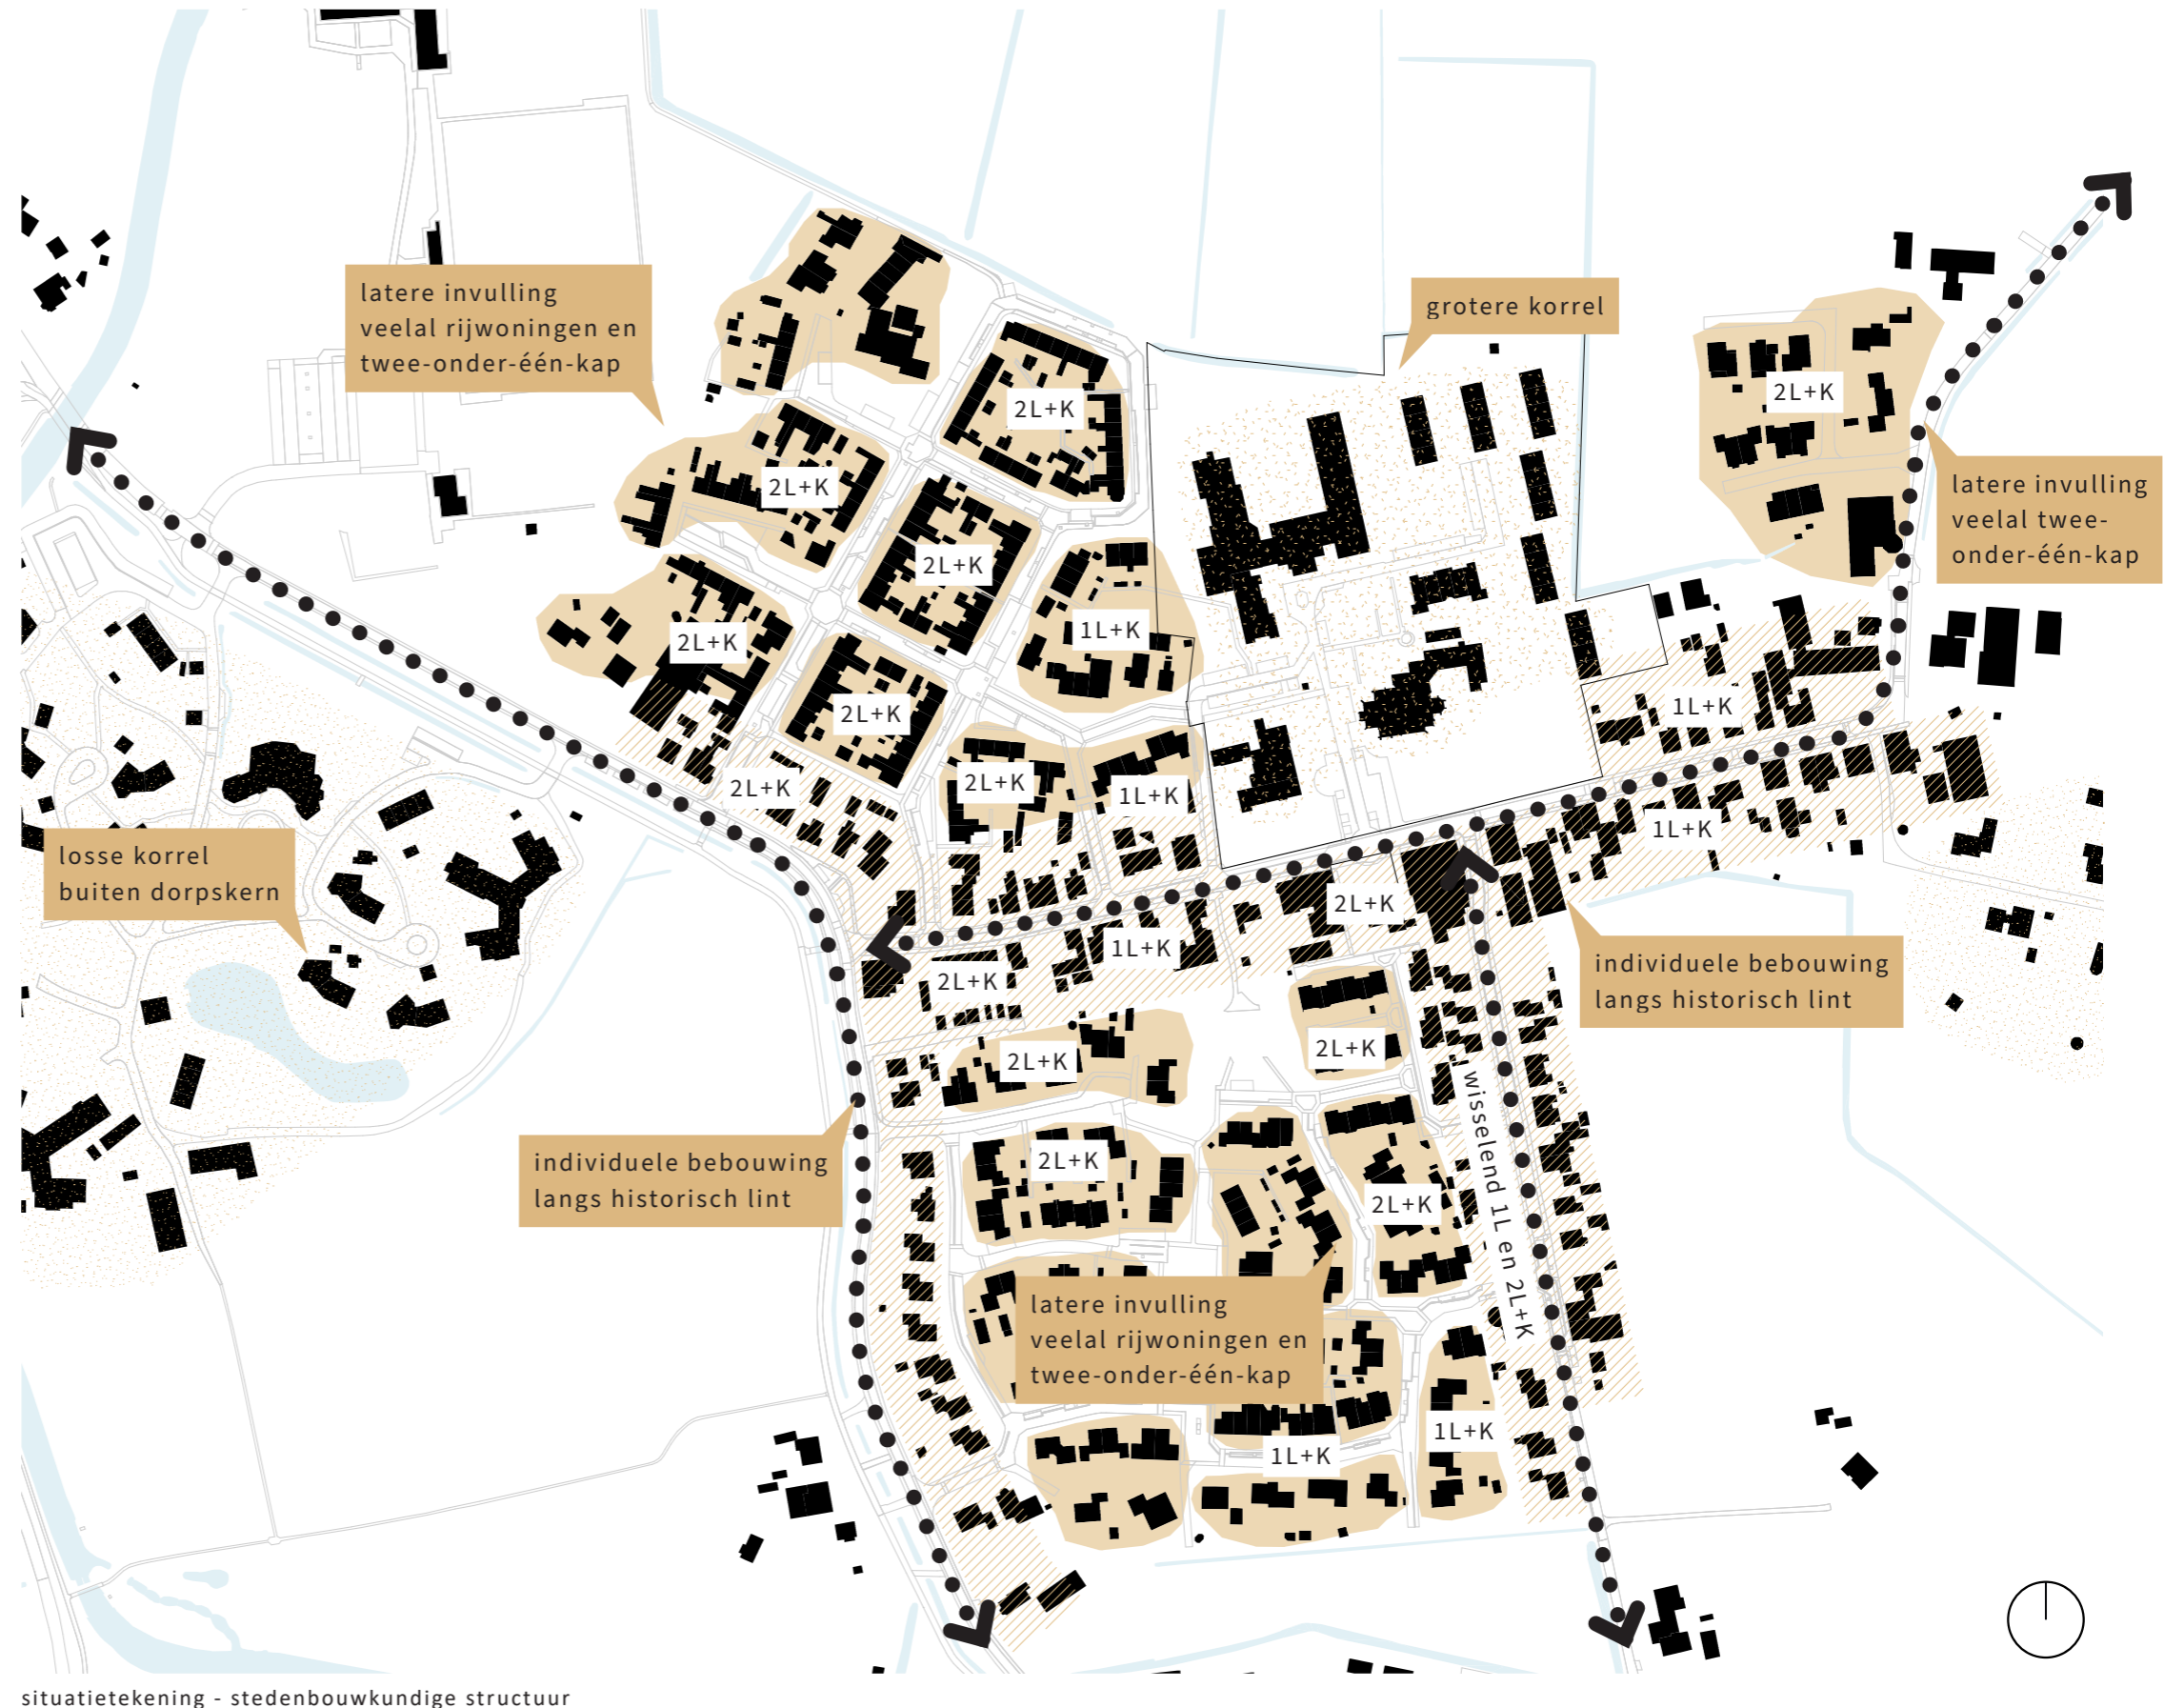 latere invulling
veelal rijwoningen en
twee-onder-één-kap
grotere korrel
2L+K
2L+K
2L+K
latere invulling
veelal twee-
onder-één-kap
2L+K
1L+K
2L+K
1L+K
2L+K
2L+K
2L+K
1L+K
1L+K
losse korrel
buiten dorpskern
2L+K
1L+K
2L+K
individuele bebouwing
langs historisch lint
2L+K
2L+K
individuele bebouwing
langs historisch lint
2L+K
2L+K
wisselend 1L en 2L+K
latere invulling
veelal rijwoningen en
twee-onder-één-kap
1L+K
1L+K
situatietekening - stedenbouwkundige structuur